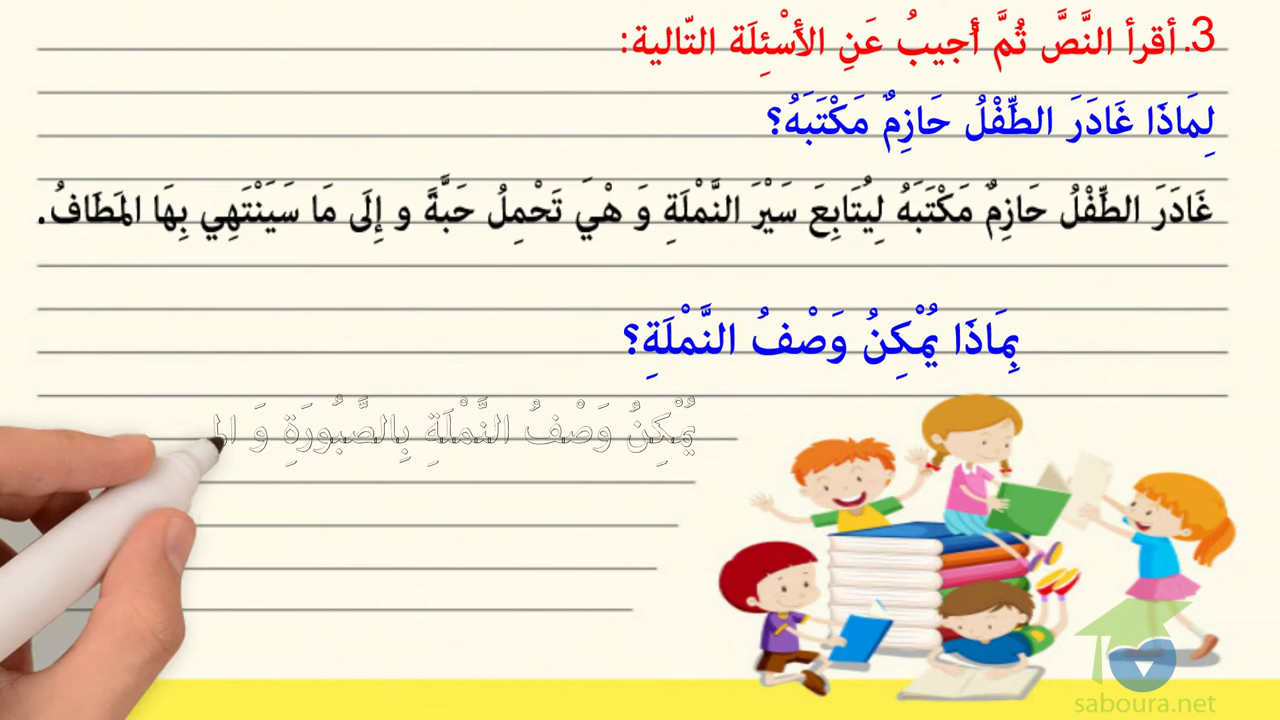 3. أقرأ النَّصَّ ثُمَّ أُجيبُ عَنِ الأَسْئِلَة التّالية:
لِمَاذَا غَادَرَ الطِّفْلُ حَازِمٌ مَكْتَبَهُ؟
غَادَرَ الطِّفْلُ حَازِمٌ مَكْتَبَهُ لِيُتَابِعَ سَيْرَ النَّمْلَةِ وَ هْيَ تَحْمِلُ حَبَّةً و إِلَى مَا سَيَنْتَهِي بِهَا المَطَافُ.
بِمَاذَا يُمْكِنُ وَصْفُ النَّمْلَةِ؟
يُمْكِنُ وَصْفُ النَّمْلَةِ بِالصَّبُورَةِ وَ
saboura.net